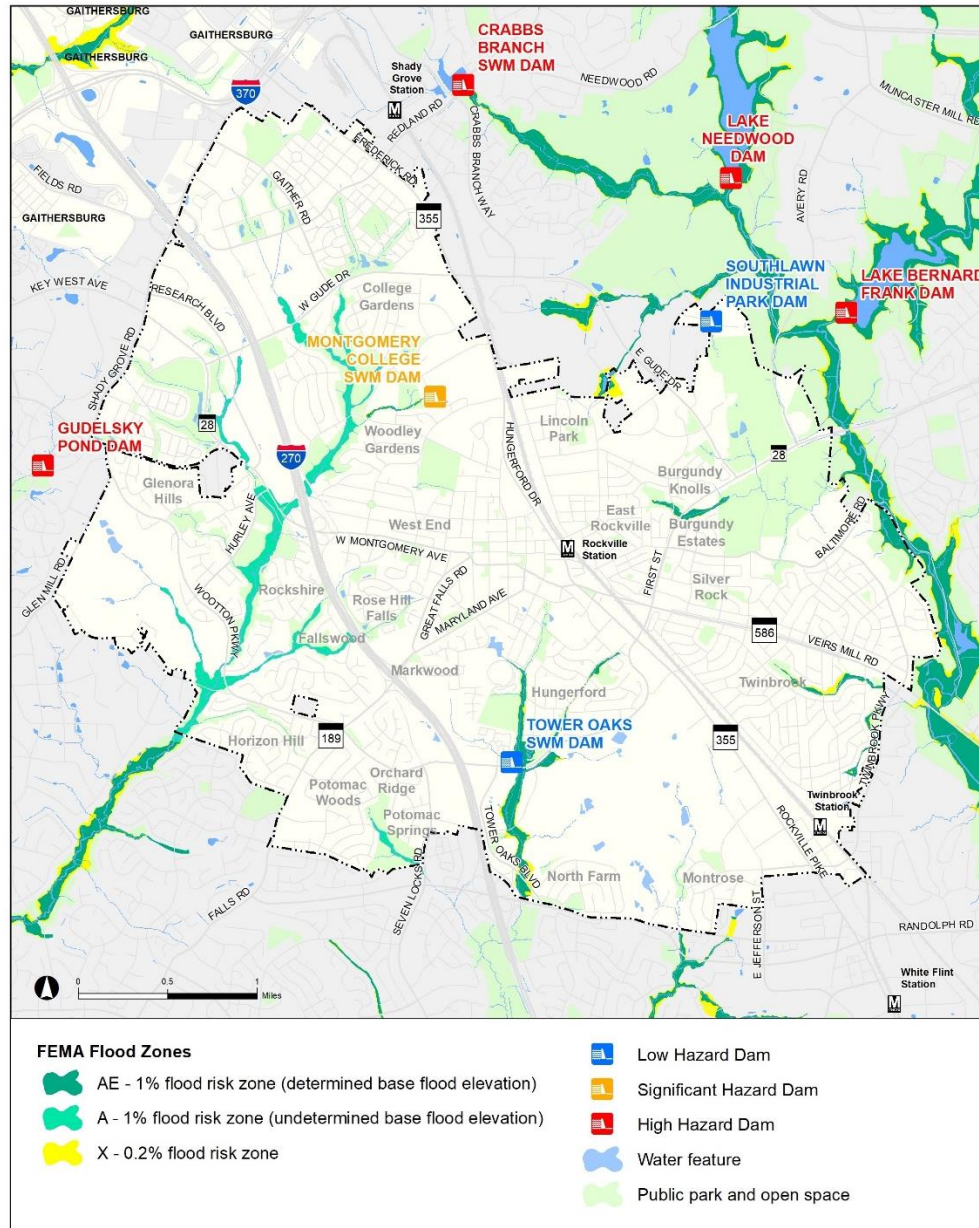 GAITHERSBURG
GAITHERSBURG
GAITHERSBURG
370
Shady
Grove
Station
M
REDLAND RD
CRABBS
BRANCH
SWM DAM
NEEDWOOD RD
MUNCASTER MILL RD
LAKE
NEEDWOOD
DAM
FREDERICK RD
CRABBS BRANCH WAY
AVERY RD
FIELDS RD
GAITHERSBURG
GAITHER RD
355
KEY WEST AVE
RESEARCH BLVD
W GUDE DR
College
Gardens
SOUTHLAWN
INDUSTRIAL
PARK DAM
LAKE BERNARD
FRANK DAM
SHADY GROVE RD
MONTGOMERY
COLLEGE
SWM DAM
E GUDE DR
28
GUDELSKY
POND DAM
Woodley
Gardens
Lincoln
Park
HUNGERFORD DR
28
270
Glenora
Hills
HURLEY AVE
Burgundy
Knolls
West End
East
Rockville
Burgundy
Estates
BALTIMORE RD
W MONTGOMERY AVE
M
Rockville
Station
FIRST ST
GLEN MILL RD
WOOTTON PKWY
Rockshire
Rose Hill
Falls
GREAT FALLS RD
MARYLAND AVE
Silver
Rock
586
Fallswood
VEIRS MILL RD
Markwood
Twinbrook
Hungerford
TWINBROOK PKWY
Horizon Hill
189
TOWER OAKS
SWM DAM
355
Potomac
Woods
Orchard
Ridge
Potomac
Springs
Twinbrook
Station
M
TOWER OAKS BLVD
ROCKVILLE PIKE
SEVEN LOCKS RD
North Farm
Montrose
FALLS RD
E JEFFERSON ST
RANDOLPH RD
White Flint
Station
M
0 0.5 1
Miles
FEMA Flood Zones
AE - 1% flood risk zone (determined base flood elevation)
A - 1% flood risk zone (undetermined base flood elevation)
X - 0.2% flood risk zone
Low Hazard Dam
Significant Hazard Dam
High Hazard Dam
Water feature
Public park and open space